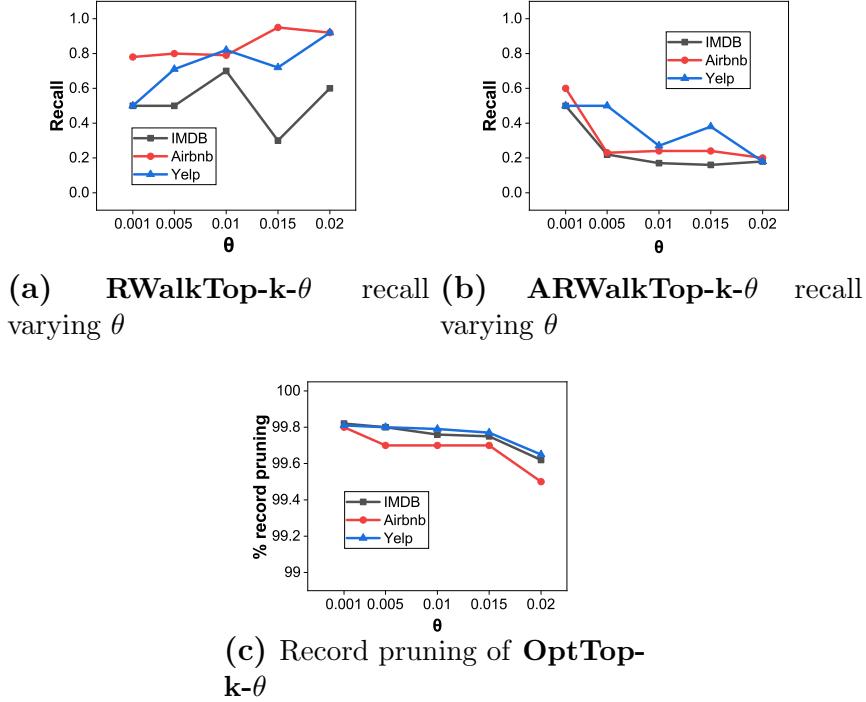 1.0
0.8
0.6
0.4
0.2
0.0
Recall
IMDB
Airbnb
Yelp
0.001 0.005 0.01 0.015 0.02
θ
1.0
0.8
0.6
0.4
0.2
0.0
Recall
IMDB
Airbnb
Yelp
0.001 0.005 0.01 0.015 0.02
θ
(a) RWalkTop-k-θ recall
varying θ
(b) ARWalkTop-k-θ recall
varying θ
100
99.8
99.6
99.4
99.2
99
% record pruning
IMDB
Airbnb
Yelp
0.001 0.005 0.01 0.015 0.02
θ
(c) Record pruning of OptTop-
k-θ